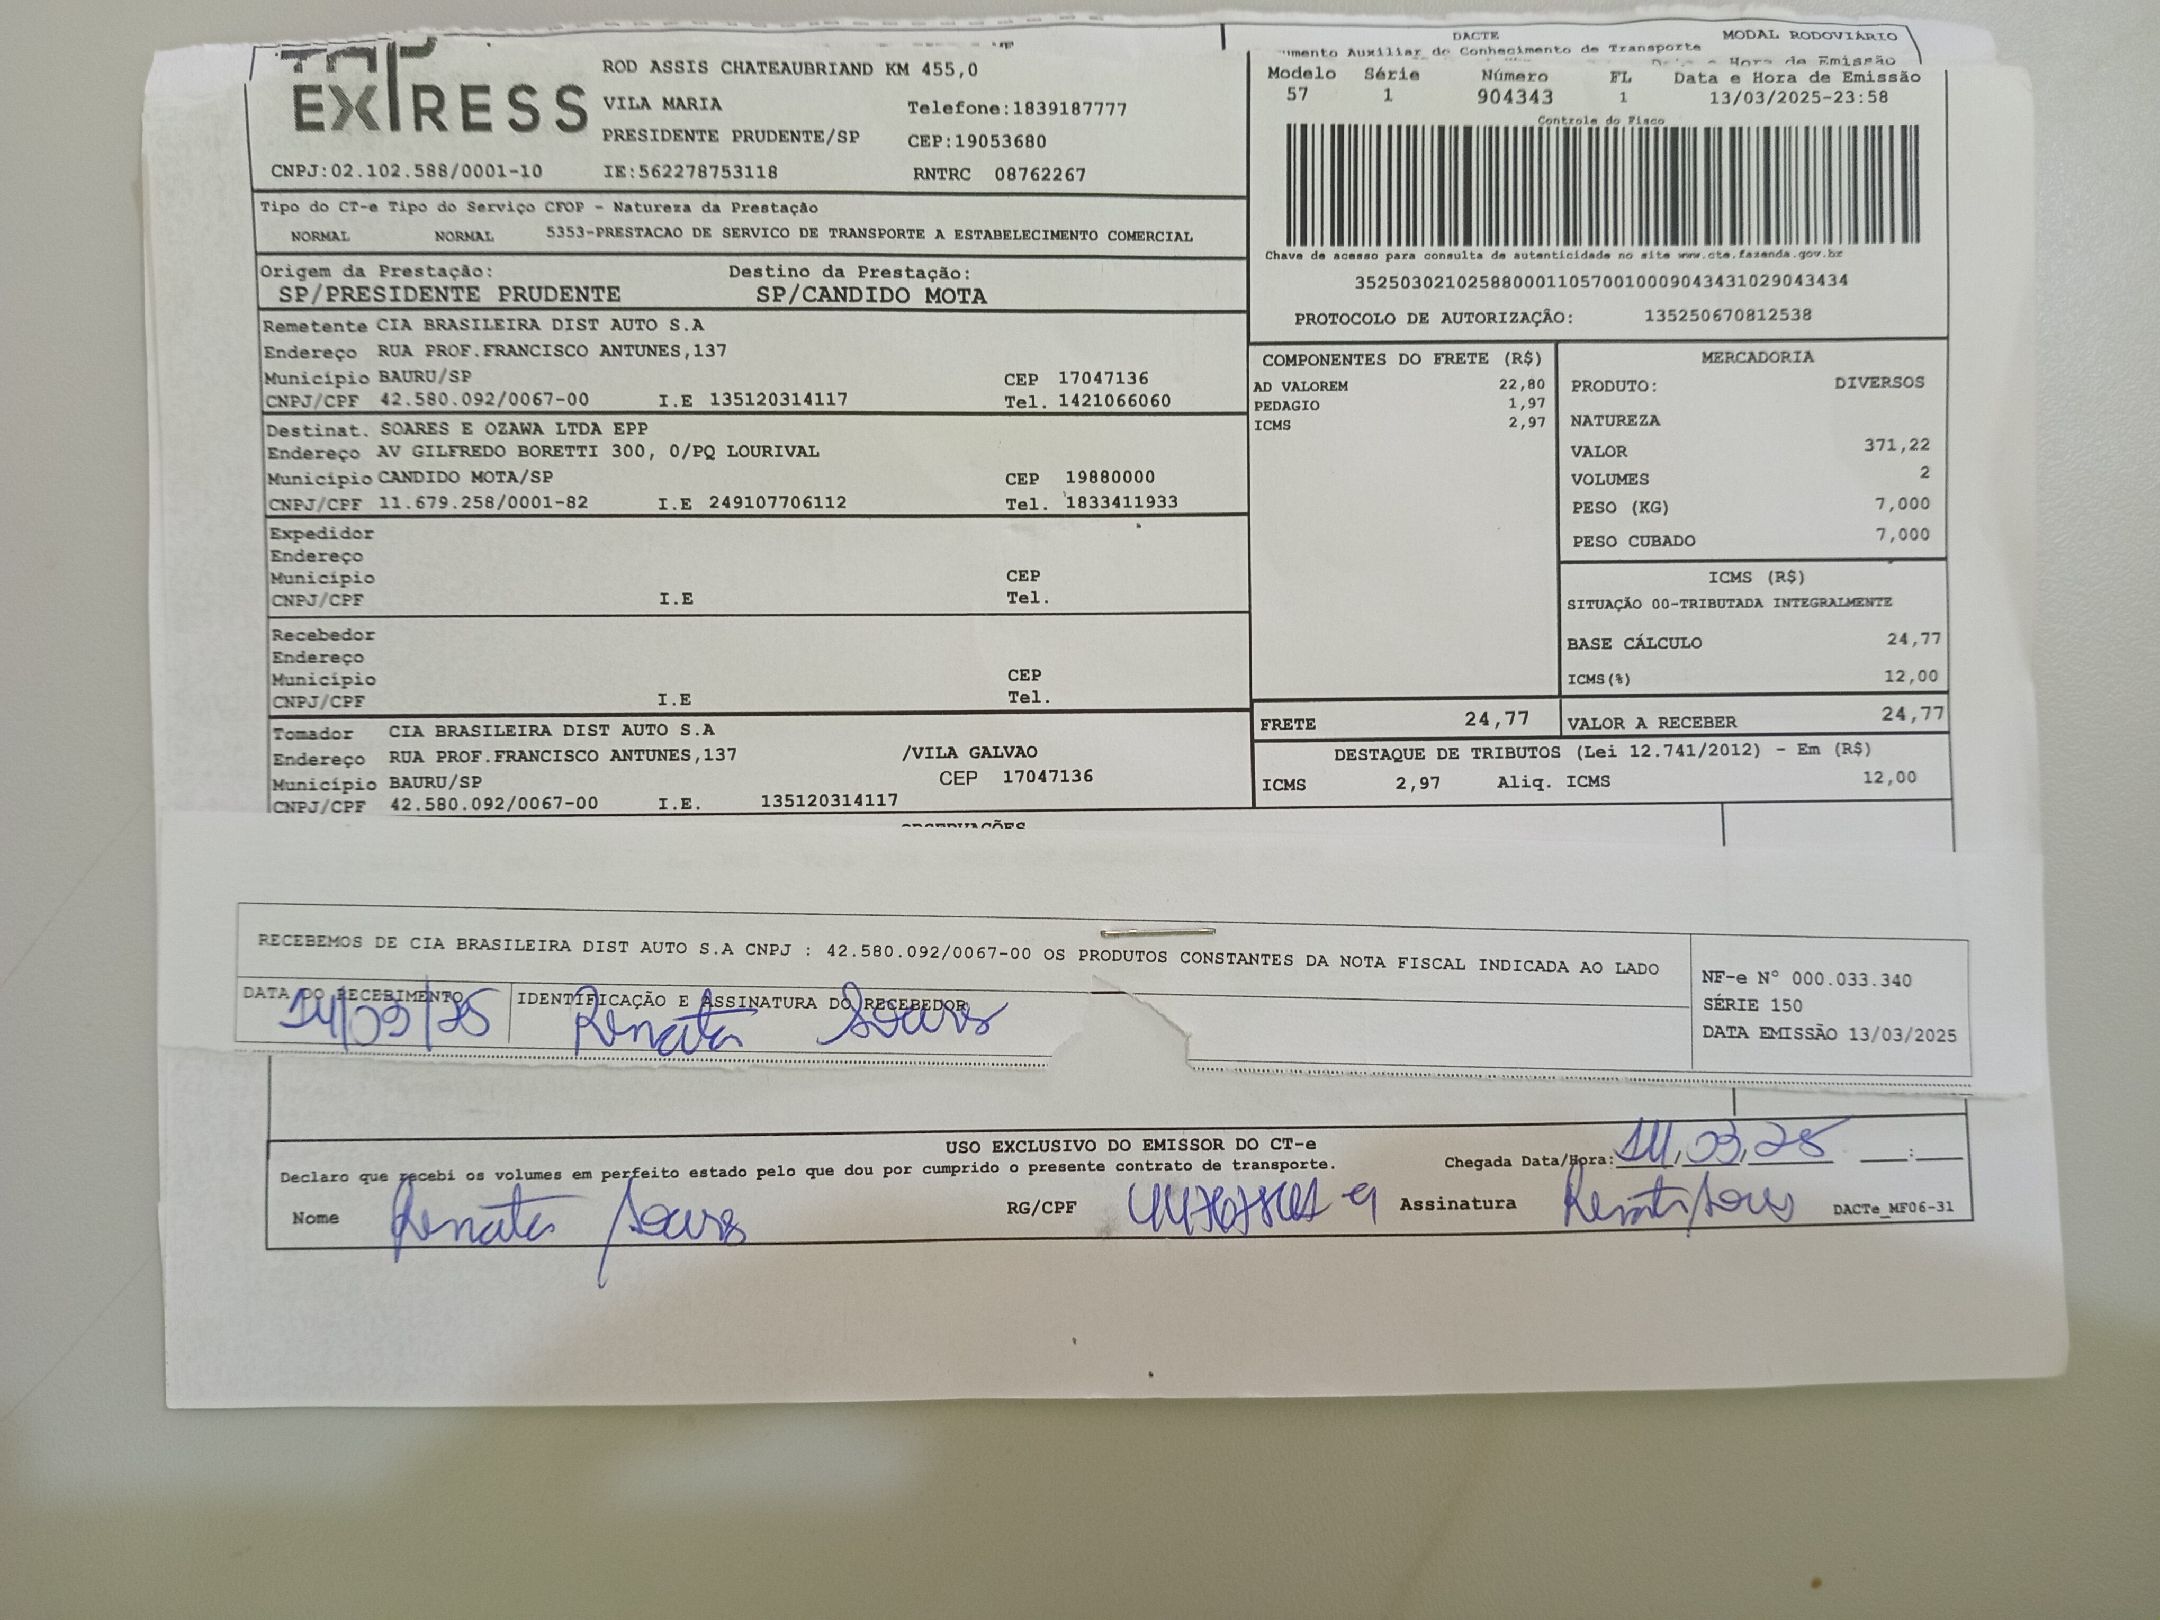 EXPRESS
ROD ASSIS CHATEAUBRIAND KM 455,0
VILA MARIA Telefone:1839187777
PRESIDENTE PRUDENTE/SP CEP:19053680
CNPJ:02.102.588/0001-10 IE:562278753118 RNTRC 08762267
DACTE MODAL RODOVIÁRIO
Auxiliar do Conhecimento de Transporte
Hora de Emissão
Modelo Série Número FL Data e Hora de Emissão
57 1 904343 1 13/03/2025-23:58
Controle do Fisco
Chave de acesso para consulta de autenticidade no site www.cte.fazenda.gov.br
35250302102588000110570010009043431029043434
PROTOCOLO DE AUTORIZAÇÃO: 135250670812538
Tipo do CT-e Tipo do Serviço CFOP - Natureza da Prestação
NORMAL NORMAL 5353-PRESTACAO DE SERVICO DE TRANSPORTE A ESTABELECIMENTO COMERCIAL
Origem da Prestação: Destino da Prestação:
SP/PRESIDENTE PRUDENTE SP/CANDIDO MOTA
Remetente CIA BRASILEIRA DIST AUTO S.A
Endereço RUA PROF.FRANCISCO ANTUNES,137
Município BAURU/SP CEP 17047136
CNPJ/CPF 42.580.092/0067-00 I.E 135120314117 Tel. 1421066060
Destinat. SOARES E OZAWA LTDA EPP
Endereço AV GILFREDO BORETTI 300, 0/PQ LOURIVAL
Município CANDIDO MOTA/SP CEP 19880000
CNPJ/CPF 11.679.258/0001-82 I.E 249107706112 Tel. 1833411933
Expedidor
Endereço
Município CEP
CNPJ/CPF I.E Tel.
Recebedor
Endereço
Município CEP
CNPJ/CPF I.E Tel.
Tomador CIA BRASILEIRA DIST AUTO S.A
Endereço RUA PROF.FRANCISCO ANTUNES,137 /VILA GALVAO
Município BAURU/SP CEP 17047136
CNPJ/CPF 42.580.092/0067-00 I.E. 135120314117
COMPONENTES DO FRETE (R$)
AD VALOREM 22,80
PEDAGIO 1,97
ICMS 2,97
MERCADORIA
PRODUTO: DIVERSOS
NATUREZA
VALOR 371,22
VOLUMES 2
PESO (KG) 7,000
PESO CUBADO 7,000
ICMS (R$)
SITUAÇÃO 00-TRIBUTADA INTEGRALMENTE
BASE CÁLCULO 24,77
ICMS(%) 12,00
FRETE 24,77 VALOR A RECEBER 24,77
DESTAQUE DE TRIBUTOS (Lei 12.741/2012) - Em (R$)
ICMS 2,97 Aliq. ICMS 12,00
RECEBEMOS DE CIA BRASILEIRA DIST AUTO S.A CNPJ : 42.580.092/0067-00 OS PRODUTOS CONSTANTES DA NOTA FISCAL INDICADA AO LADO
DATA DO RECEBIMENTO IDENTIFICAÇÃO E ASSINATURA DO RECEBEDOR
14/03/25 Renata Soares
NF-e N° 000.033.340
SÉRIE 150
DATA EMISSÃO 13/03/2025
USO EXCLUSIVO DO EMISSOR DO CT-e
Declaro que recebi os volumes em perfeito estado pelo que dou por cumprido o presente contrato de transporte. Chegada Data/Hora: 14,03,25 :
Nome Renata Soares RG/CPF Assinatura Renata Soares DACTe_MF06-31